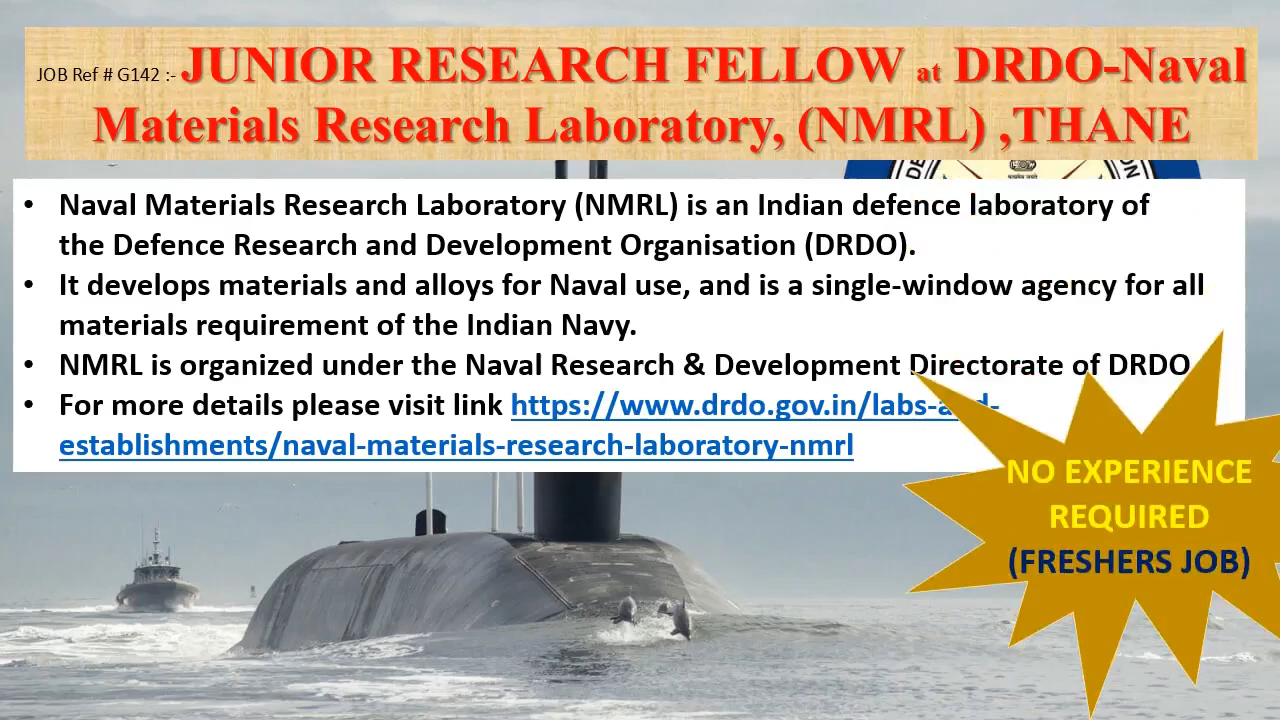 JOB Ref # G142 :- JUNIOR RESEARCH FELLOW at DRDO-Naval
Materials Research Laboratory, (NMRL) ,THANE
• Naval Materials Research Laboratory (NMRL) is an Indian defence laboratory of
the Defence Research and Development Organisation (DRDO).
• It develops materials and alloys for Naval use, and is a single-window agency for all
materials requirement of the Indian Navy.
• NMRL is organized under the Naval Research & Development Directorate of DRDO
• For more details please visit link https://www.drdo.gov.in/labs-and-
establishments/naval-materials-research-laboratory-nmrl
NO EXPERIENCE
REQUIRED
(FRESHERS JOB)